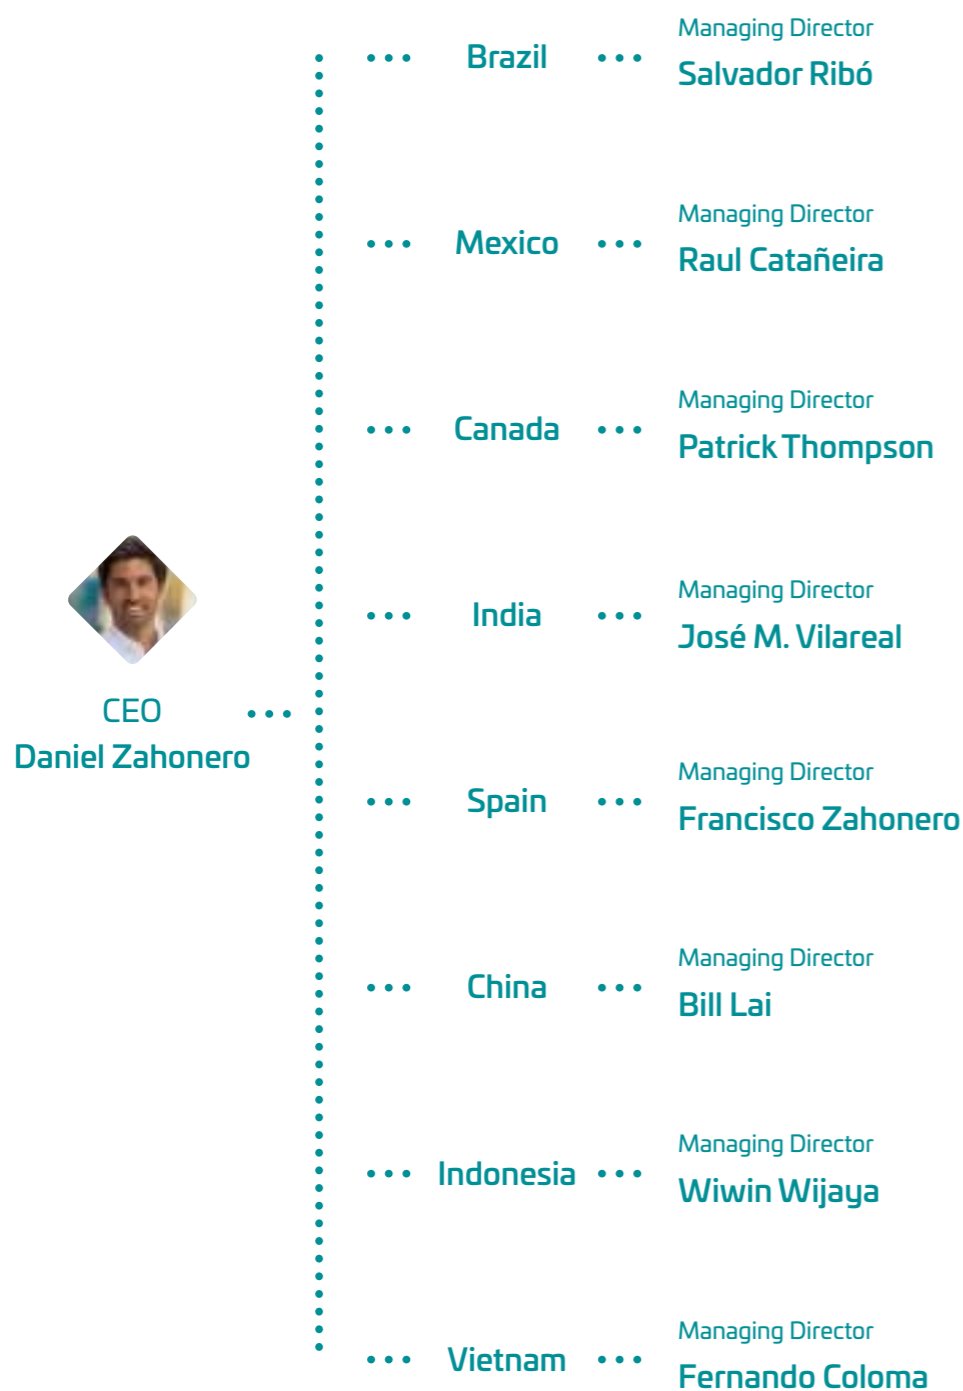 CEO
Daniel Zahonero
Brazil
Managing Director
Salvador Ribó
Mexico
Managing Director
Raul Catañeira
Canada
Managing Director
Patrick Thompson
India
Managing Director
José M. Vilareal
Spain
Managing Director
Francisco Zahonero
China
Managing Director
Bill Lai
Indonesia
Managing Director
Wiwin Wijaya
Vietnam
Managing Director
Fernando Coloma